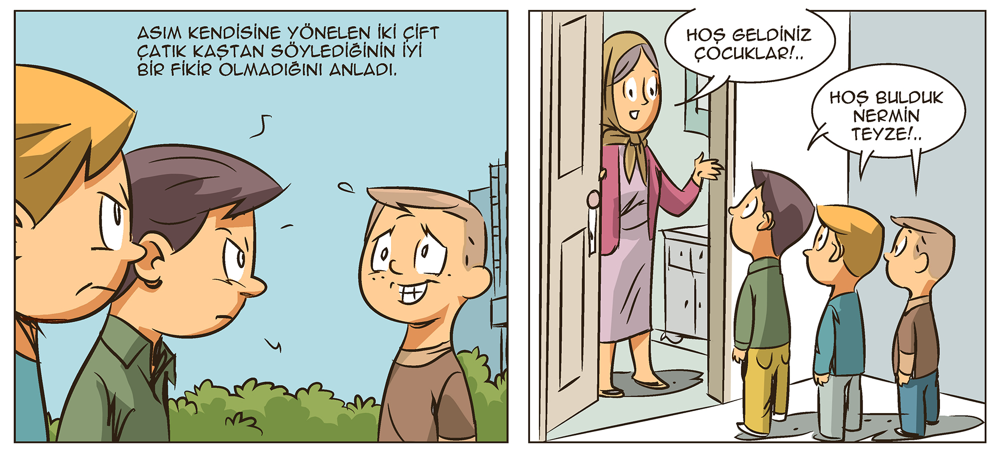 ASIM KENDİSİNE YÖNELEN İKİ ÇİFT
ÇATIK KAŞTAN SÖYLEDİĞİNİN İYİ
BİR FİKİR OLMADIĞINI ANLADI.
HOŞ GELDİNİZ
ÇOCUKLAR!..
HOŞ BULDUK
NERMİN
TEYZE!..